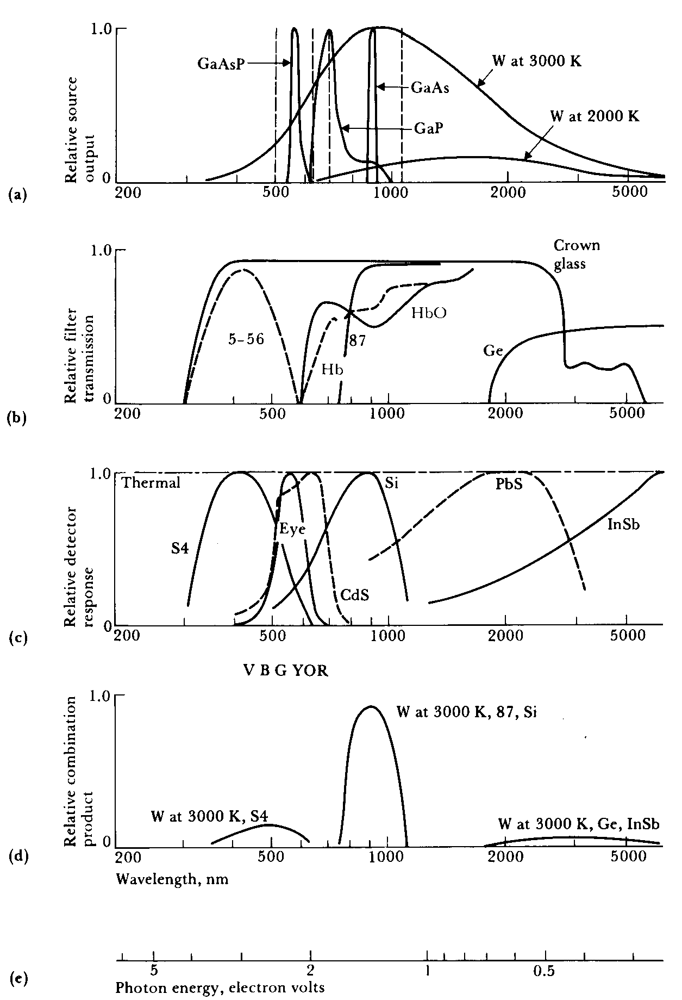 1.0
GaAsP
W at 3000 K
GaAs
W at 2000 K
GaP
Relative source
output
0
(a)
200 500 1000 2000 5000
1.0
Crown
glass
5-56
HbO
87
Hb
Ge
Relative filter
transmission
0
(b)
200 500 1000 2000 5000
1.0
Thermal
Si
PbS
Eye
InSb
S4
CdS
Relative detector
response
0
(c)
200 500 1000 2000 5000
V B G YOR
1.0
W at 3000 K, 87, Si
W at 3000 K, S4
W at 3000 K, Ge, InSb
Relative combination
product
0
(d)
200 500 1000 2000 5000
Wavelength, nm
(e)
5 2 1 0.5
Photon energy, electron volts